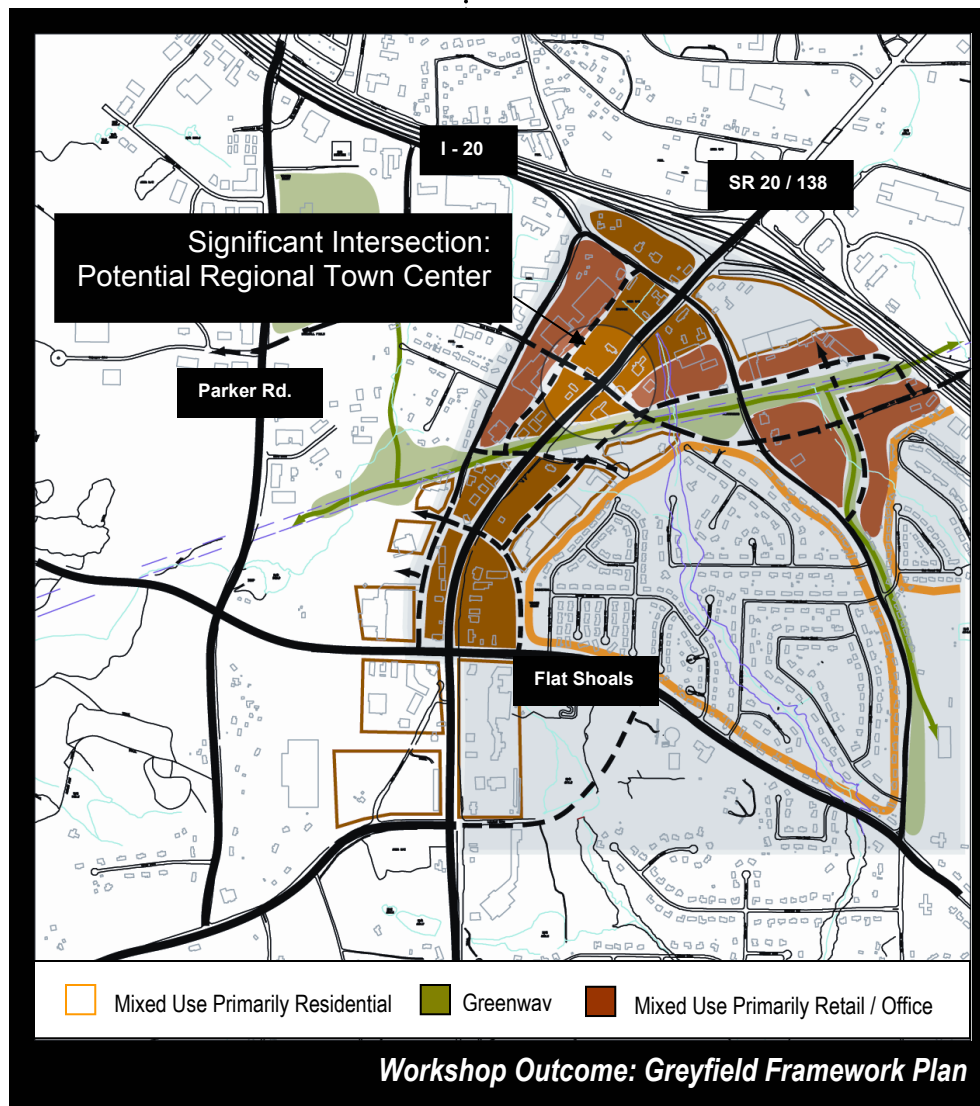 I - 20
SR 20 / 138
Significant Intersection:
Potential Regional Town Center
Parker Rd.
Flat Shoals
Mixed Use Primarily Residential
Greenwav
Mixed Use Primarily Retail / Office
Workshop Outcome: Greyfield Framework Plan